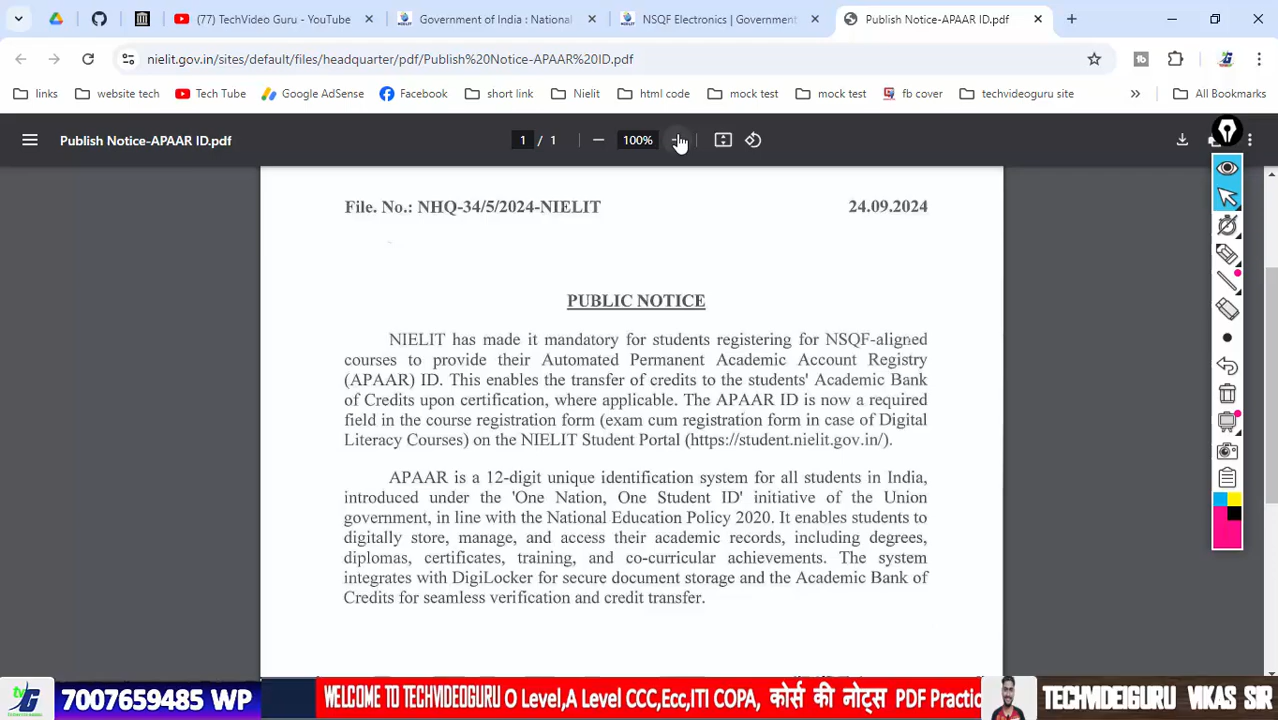 (77) TechVideo Guru - YouTube
Government of India : National
NSQF Electronics | Government
Publish Notice-APAAR ID.pdf
nielit.gov.in/sites/default/files/headquarter/pdf/Publish%20Notice-APAAR%20ID.pdf
links
website tech
Tech Tube
Google AdSense
Facebook
short link
Nielit
html code
mock test
mock test
fb cover
techvideoguru site
All Bookmarks
Publish Notice-APAAR ID.pdf
1 / 1
100%
File. No.: NHQ-34/5/2024-NIELIT 24.09.2024
PUBLIC NOTICE
NIELIT has made it mandatory for students registering for NSQF-aligned
courses to provide their Automated Permanent Academic Account Registry
(APAAR) ID. This enables the transfer of credits to the students' Academic Bank
of Credits upon certification, where applicable. The APAAR ID is now a required
field in the course registration form (exam cum registration form in case of Digital
Literacy Courses) on the NIELIT Student Portal (https://student.nielit.gov.in/).
APAAR is a 12-digit unique identification system for all students in India,
introduced under the 'One Nation, One Student ID' initiative of the Union
government, in line with the National Education Policy 2020. It enables students to
digitally store, manage, and access their academic records, including degrees,
diplomas, certificates, training, and co-curricular achievements. The system
integrates with DigiLocker for secure document storage and the Academic Bank of
Credits for seamless verification and credit transfer.
7007659485 WP
WELCOME TO TECHVIDEOGURU O Level,A Level CCC,Ecc,ITI COPA, कोर्स की नोट्स PDF Practic
TECHVIDEIGURU VIKAS SIR